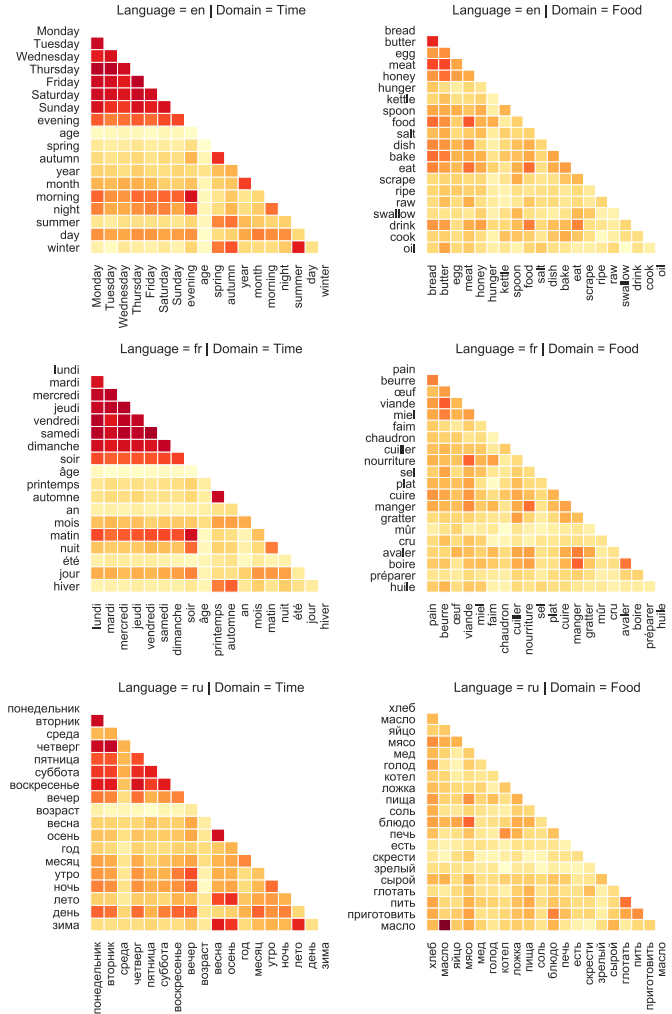 Language = en | Domain = Time
Monday
Tuesday
Wednesday
Thursday
Friday
Saturday
Sunday
evening
age
spring
autumn
year
month
morning
night
summer
day
winter
Monday
Tuesday
Wednesday
Thursday
Friday
Saturday
Sunday
evening
age
spring
autumn
year
month
morning
night
summer
day
winter
Language = en | Domain = Food
bread
butter
egg
meat
honey
hunger
kettle
spoon
food
salt
dish
bake
eat
scrape
ripe
raw
swallow
drink
cook
oil
bread
butter
egg
meat
honey
hunger
kettle
spoon
food
salt
dish
bake
eat
scrape
ripe
raw
swallow
drink
cook
oil
Language = fr | Domain = Time
lundi
mardi
mercredi
jeudi
vendredi
samedi
dimanche
soir
âge
printemps
automne
an
mois
matin
nuit
été
jour
hiver
lundi
mardi
mercredi
jeudi
vendredi
samedi
dimanche
soir
âge
printemps
automne
an
mois
matin
nuit
été
jour
hiver
Language = fr | Domain = Food
pain
beurre
œuf
viande
miel
faim
chaudron
cuiller
nourriture
sel
plat
cuire
manger
gratter
mûr
cru
avaler
boire
préparer
huile
pain
beurre
œuf
viande
miel
faim
chaudron
cuiller
nourriture
sel
plat
cuire
manger
gratter
mûr
cru
avaler
boire
préparer
huile
Language = ru | Domain = Time
понедельник
вторник
среда
четверг
пятница
суббота
воскресенье
вечер
возраст
весна
осень
год
месяц
утро
ночь
лето
день
зима
понедельник
вторник
среда
четверг
пятница
суббота
воскресенье
вечер
возраст
весна
осень
год
месяц
утро
ночь
лето
день
зима
Language = ru | Domain = Food
хлеб
масло
яйцо
мясо
мед
голод
котел
ложка
пища
соль
блюдо
печь
есть
скрести
зрелый
сырой
глотать
пить
приготовить
масло
хлеб
масло
яйцо
мясо
мед
голод
котел
ложка
пища
соль
блюдо
печь
есть
скрести
зрелый
сырой
глотать
пить
приготовить
масло